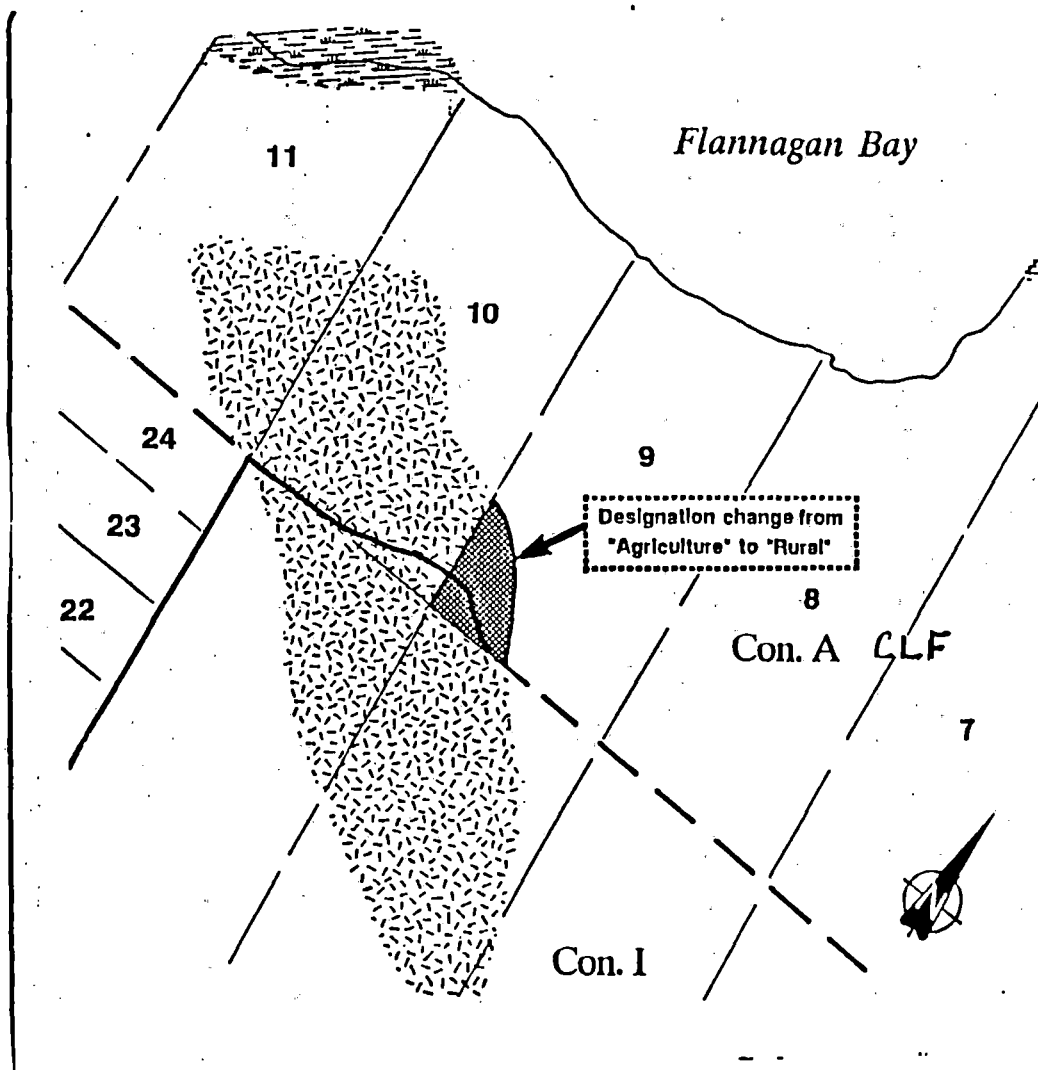 Flannagan Bay
11
10
24
9
23
Designation change from
"Agriculture" to "Rural"
22
8
Con. A CLF
7
N
Con. I